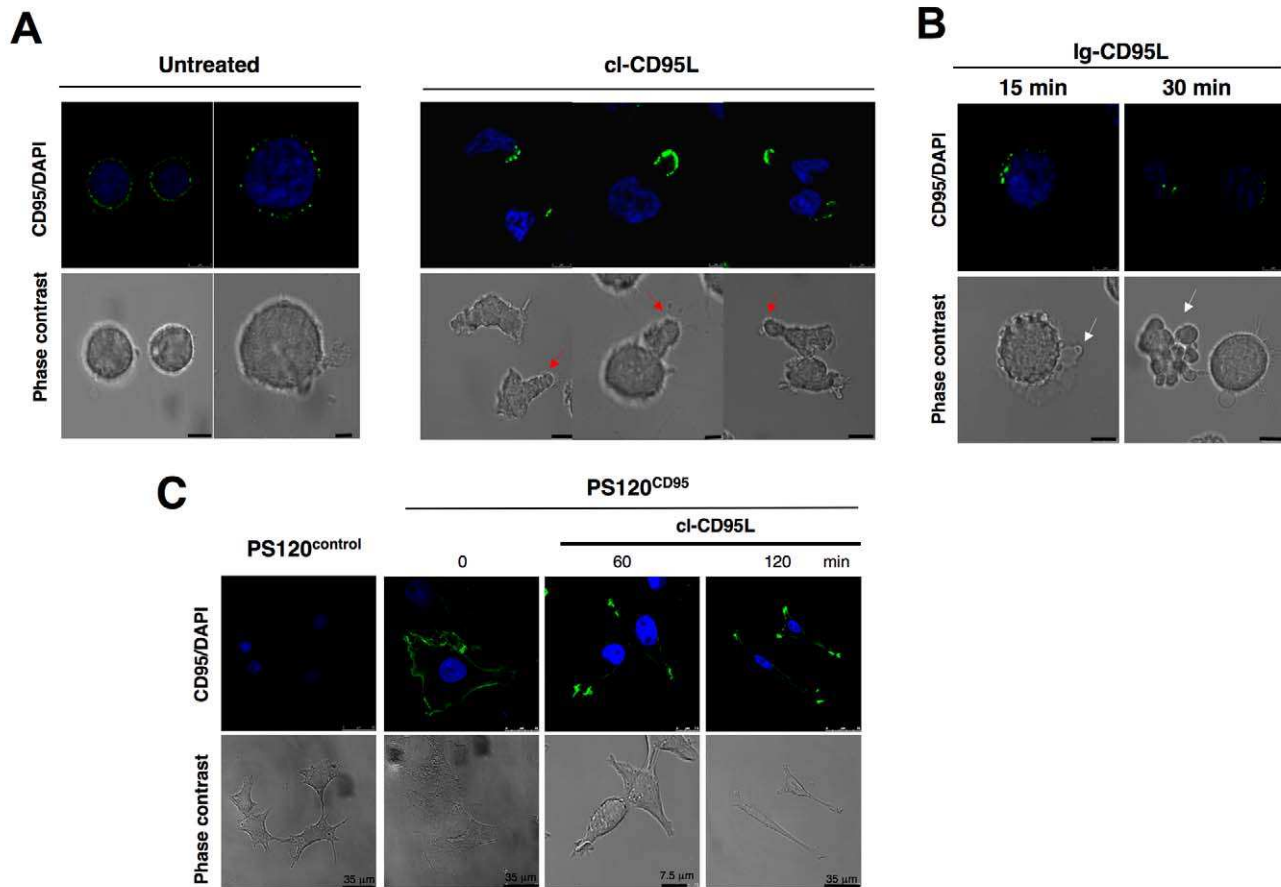 A
Untreated
cl-CD95L
CD95/DAPI
Phase contrast
B
Ig-CD95L
15 min
30 min
CD95/DAPI
Phase contrast
C
PS120CD95
cl-CD95L
PS120control
0
60
120
min
CD95/DAPI
Phase contrast
35 μm
35 μm
7.5 μm
35 μm